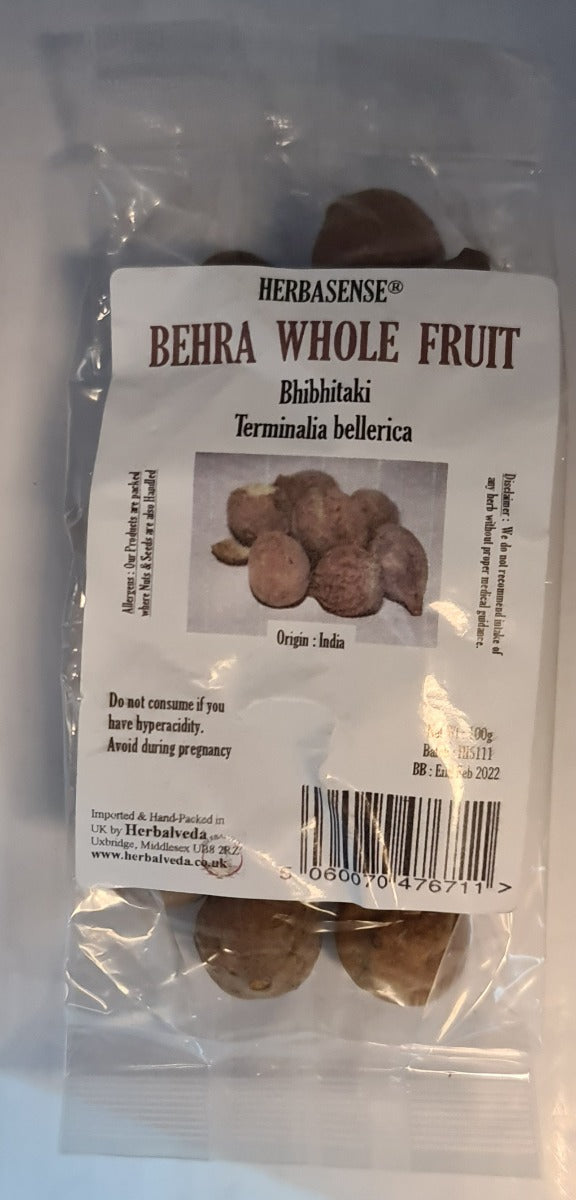 HERBASENSE®
BEHRA WHOLE FRUIT
Bhibhitaki
Terminalia bellerica
Allergens : Our Products are packed
where Nuts & Seeds are also Handled
Disclaimer : We do not recommend intake of
any herb without proper medical guidance.
Origin : India
Do not consume if you
have hyperacidity.
Avoid during pregnancy
100g
BB : End Feb 2022
Imported & Hand-Packed in
UK by Herbalveda
Uxbridge, Middlesex UB8 2RZ
www.herbalveda.co.uk
5 060070 476711 >